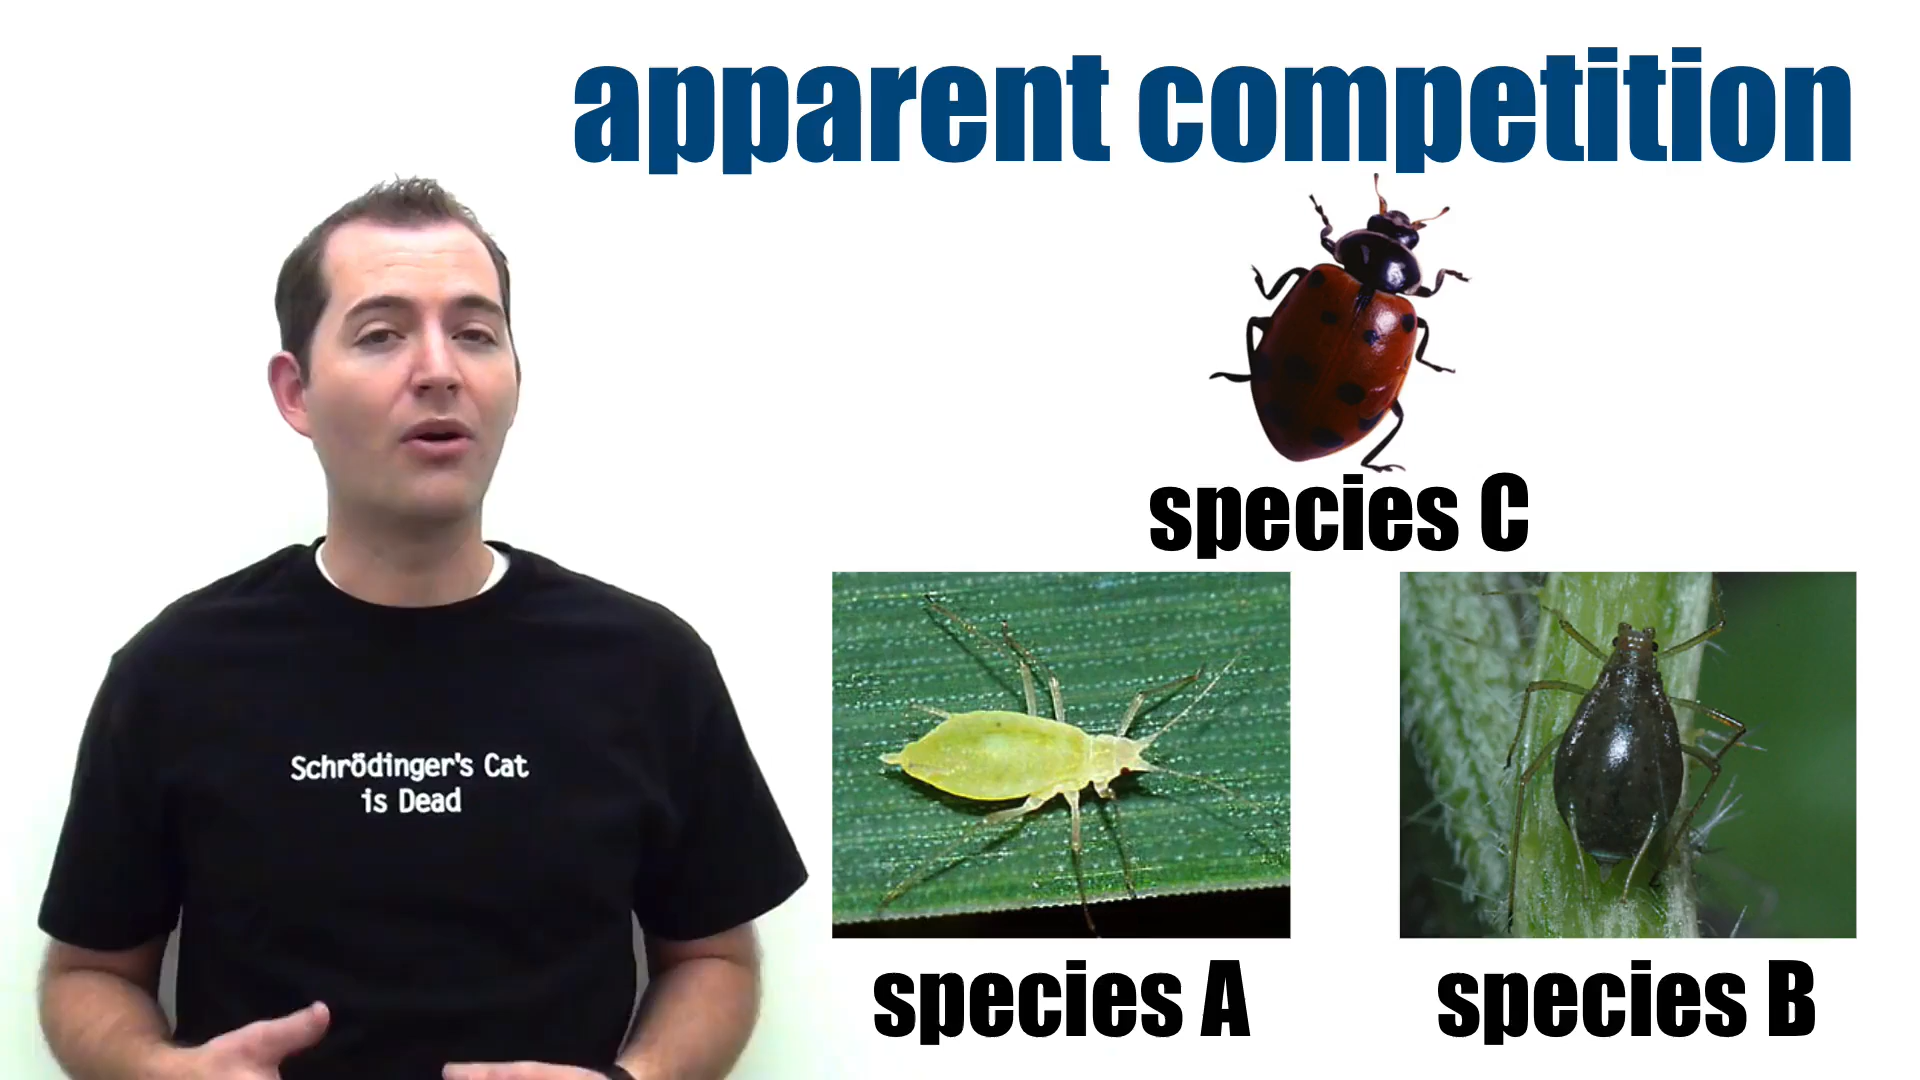 apparent competition
species C
species A
species B
Schrödinger's Cat
is Dead